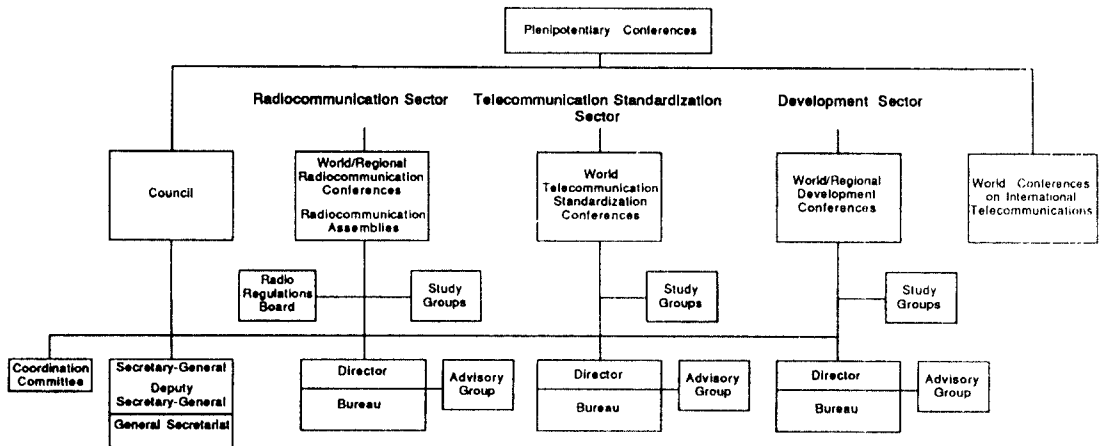 Plenipotentiary Conferences
Radiocommunication Sector
Telecommunication Standardization
Sector
Development Sector
Council
World/Regional
Radiocommunication
Conferences
Radiocommunication
Assemblies
World
Telecommunication
Standardization
Conferences
World/Regional
Development
Conferences
World Conferences
on International
Telecommunications
Radio
Regulations
Board
Study
Groups
Study
Groups
Study
Groups
Coordination
Committee
Secretary-General
Deputy
Secretary-General
General Secretariat
Director
Bureau
Advisory
Group
Director
Bureau
Advisory
Group
Director
Bureau
Advisory
Group